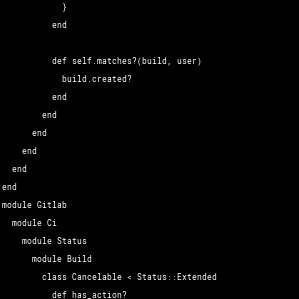 }
          end

          def self.matches?(build, user)
            build.created?
          end
        end
      end
    end
  end
end
module Gitlab
  module Ci
    module Status
      module Build
        class Cancelable < Status::Extended
          def has_action?